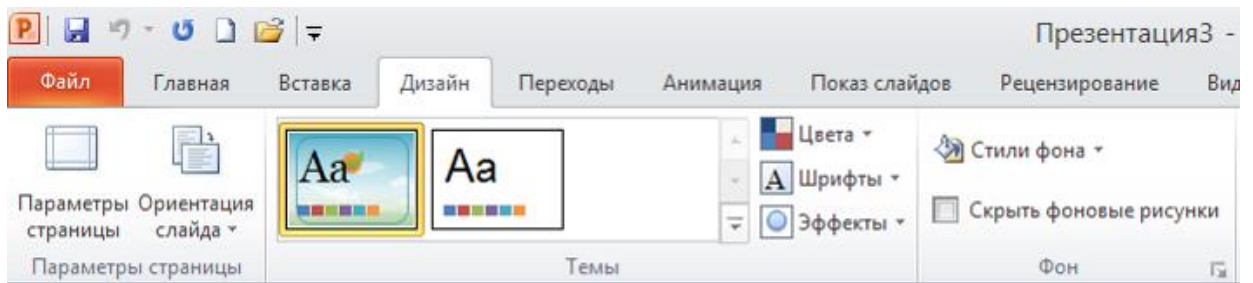 Презентация3 -
Файл Главная Вставка Дизайн Переходы Анимация Показ слайдов Рецензирование Вид
Параметры страницы
Ориентация слайда
Aa
Aa
Цвета
Шрифты
Эффекты
Стили фона
Скрыть фоновые рисунки
Параметры страницы Темы Фон